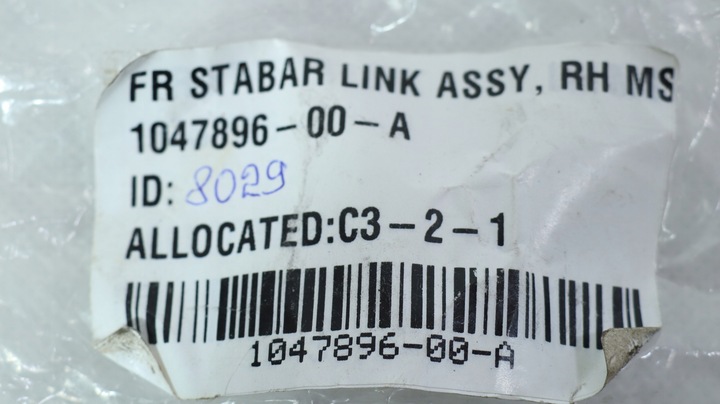 FR STABAR LINK ASSY, RH MS
1047896-00-A
ID: 8029
ALLOCATED:C3-2-1
1047896-00-A